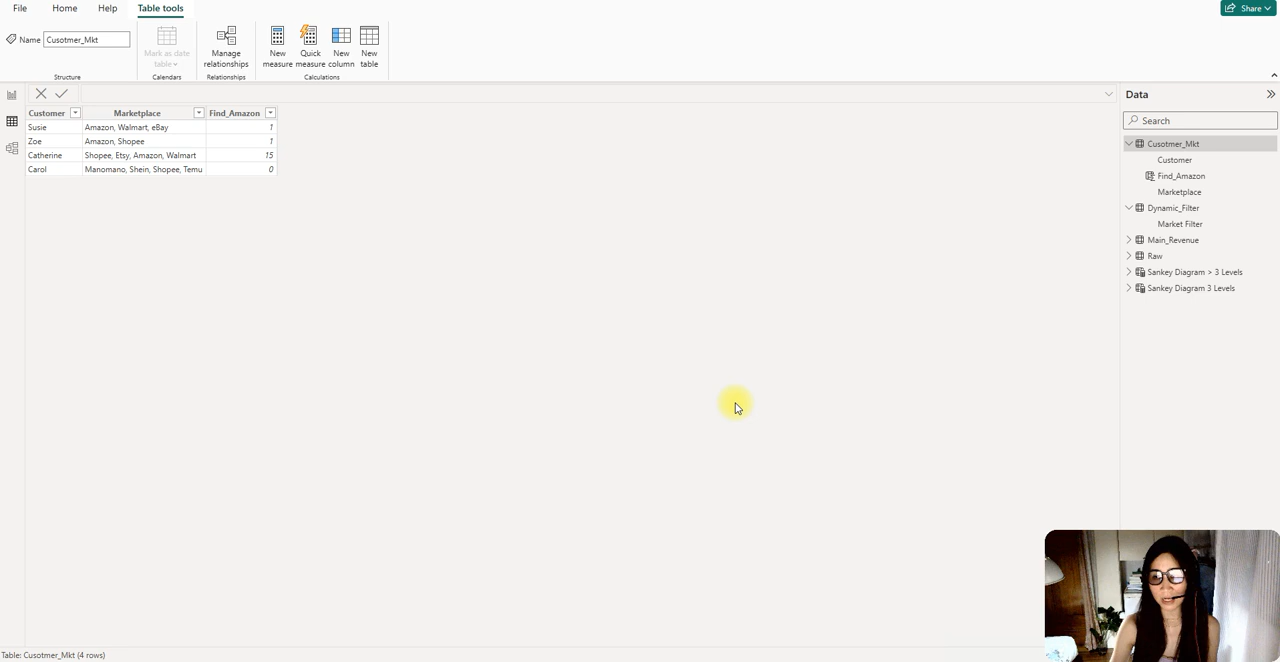 File Home Help Table tools Share
Name Cusotmer_Mkt
Mark as date table
Manage relationships
New measure
Quick measure
New column
New table
Structure Calendars Relationships Calculations
Data
Search
Customer Marketplace Find_Amazon
Susie Amazon, Walmart, eBay 1
Zoe Amazon, Shopee 1
Catherine Shopee, Etsy, Amazon, Walmart 15
Carol Manomano, Shein, Shopee, Temu 0
Cusotmer_Mkt
Customer
Find_Amazon
Marketplace
Dynamic_Filter
Market Filter
Main_Revenue
Raw
Sankey Diagram > 3 Levels
Sankey Diagram 3 Levels
Table: Cusotmer_Mkt (4 rows)